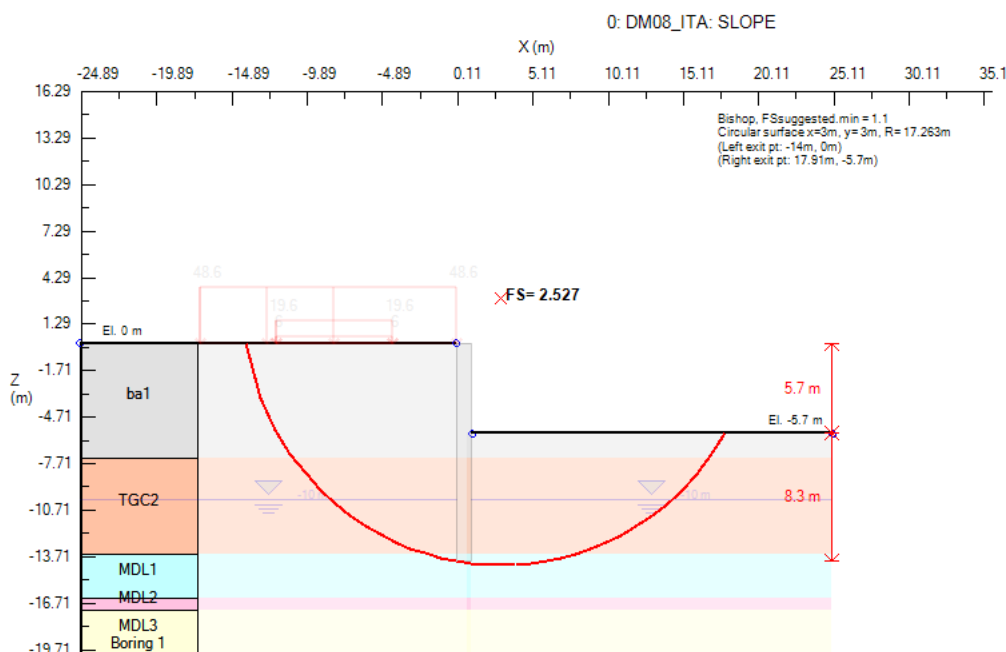 0: DM08_ITA: SLOPE
X (m)
-24.89 -19.89 -14.89 -9.89 -4.89 0.11 5.11 10.11 15.11 20.11 25.11 30.11 35.1
16.29
13.29
10.29
7.29
4.29
1.29
-1.71
-4.71
-7.71
-10.71
-13.71
-16.71
-19.71
Z
(m)
Bishop, FSsuggested.min = 1.1
Circular surface x=3m, y= 3m, R= 17.263m
(Left exit pt: -14m, 0m)
(Right exit pt: 17.91m, -5.7m)
48.6 48.6
19.6 19.6
FS= 2.527
El. 0 m
5.7 m
El. -5.7 m
8.3 m
ba1
TGC2
MDL1
MDL2
MDL3
Boring 1